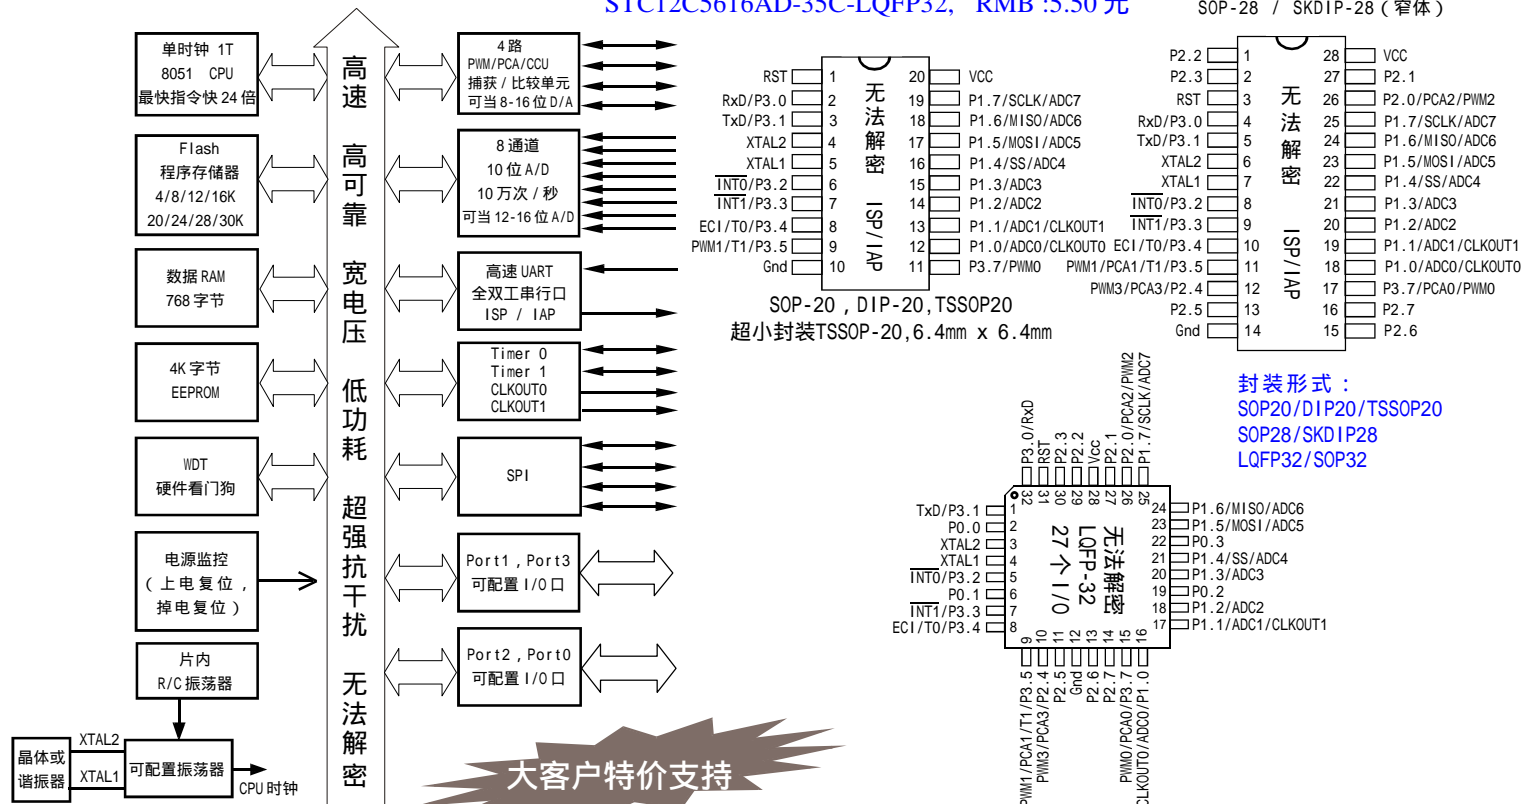 STC12C5616AD-35C-LQFP32, RMB :5.50 元
SOP-28 / SKDIP-28 ( 窄体 )
单时钟 1T
8051 CPU
最快指令快 24 倍
Flash
程序存储器
4/8/12/16K
20/24/28/30K
数据 RAM
768 字节
4K 字节
EEPROM
WDT
硬件看门狗
电源监控
( 上电复位 ,
掉电复位 )
片内
R/C 振荡器
晶体或
谐振器
XTAL2
XTAL1
可配置振荡器
CPU 时钟
高速 高可靠 宽电压 低功耗 超强抗干扰 无法解密
4 路
PWM/PCA/CCU
捕获 / 比较单元
可当 8-16 位 D/A
8 通道
10 位 A/D
10 万次 / 秒
可当 12-16 位 A/D
高速 UART
全双工串行口
ISP / IAP
Timer 0
Timer 1
CLKOUT0
CLKOUT1
SPI
Port1 , Port3
可配置 I/O 口
Port2 , Port0
可配置 I/O 口
大客户特价支持
RST 1
RxD/P3.0 2
TxD/P3.1 3
XTAL2 4
XTAL1 5
INT0/P3.2 6
INT1/P3.3 7
ECI/T0/P3.4 8
PWM1/T1/P3.5 9
Gnd 10
无法解密 ISP/IAP
20 VCC
19 P1.7/SCLK/ADC7
18 P1.6/MISO/ADC6
17 P1.5/MOSI/ADC5
16 P1.4/SS/ADC4
15 P1.3/ADC3
14 P1.2/ADC2
13 P1.1/ADC1/CLKOUT1
12 P1.0/ADC0/CLKOUT0
11 P3.7/PWM0
SOP-20 , DIP-20,TSSOP20
超小封装TSSOP-20,6.4mm x 6.4mm
P2.2 1
P2.3 2
RST 3
RxD/P3.0 4
TxD/P3.1 5
XTAL2 6
XTAL1 7
INT0/P3.2 8
INT1/P3.3 9
ECI/T0/P3.4 10
PWM1/PCA1/T1/P3.5 11
PWM3/PCA3/P2.4 12
P2.5 13
Gnd 14
无法解密 ISP/IAP
28 VCC
27 P2.1
26 P2.0/PCA2/PWM2
25 P1.7/SCLK/ADC7
24 P1.6/MISO/ADC6
23 P1.5/MOSI/ADC5
22 P1.4/SS/ADC4
21 P1.3/ADC3
20 P1.2/ADC2
19 P1.1/ADC1/CLKOUT1
18 P1.0/ADC0/CLKOUT0
17 P3.7/PCA0/PWM0
16 P2.7
15 P2.6
封装形式 :
SOP20/DIP20/TSSOP20
SOP28/SKDIP28
LQFP32/SOP32
32 P3.0/RxD
31 RST
30 P2.3
29 P2.2
28 Vcc
27 P2.1
26 P2.0/PCA2/PWM2
25 P1.7/SCLK/ADC7
TxD/P3.1 1
P0.0 2
XTAL2 3
XTAL1 4
INT0/P3.2 5
P0.1 6
INT1/P3.3 7
ECI/T0/P3.4 8
无法解密
LQFP-32
27 个 I/O
24 P1.6/MISO/ADC6
23 P1.5/MOSI/ADC5
22 P0.3
21 P1.4/SS/ADC4
20 P1.3/ADC3
19 P0.2
18 P1.2/ADC2
17 P1.1/ADC1/CLKOUT1
PWM1/PCA1/T1/P3.5 9
PWM3/PCA3/P2.4 10
P2.5 11
Gnd 12
P2.6 13
P2.7 14
PWM0/PCA0/P3.7 15
CLKOUT0/ADC0/P1.0 16